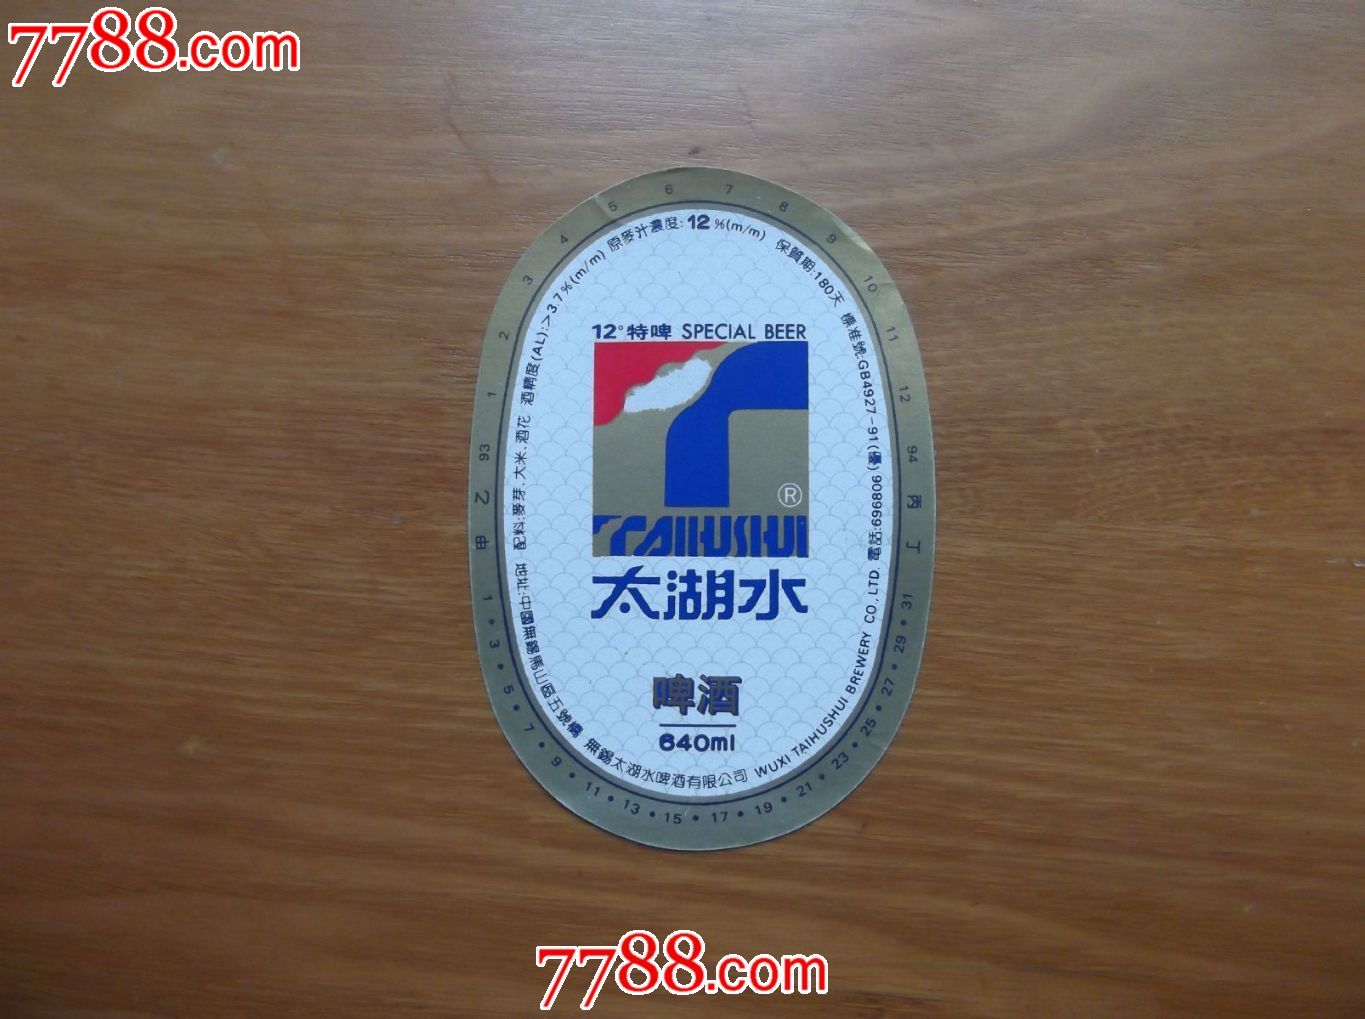 7788.com
6 7 8 9 10 11 12 94 丙 丁
5 4 3 2 1 93 乙 甲
原麥汁濃度:12%(m/m) 保質期:180天 標准號:GB4927-91(優) 電話:696806
配料:麥芽、大米、酒花 酒精度(AL):>3.7%(m/m)
12°特啤 SPECIAL BEER
®
TAIHUSHUI
太湖水
啤酒
640ml
地址:中國無錫馬山區五號橋 無錫太湖水啤酒有限公司 WUXI TAIHUSHUI BREWERY CO.,LTD.
1•3•5•7•9•11•13•15•17•19•21•23•25•27•29•31
7788.com